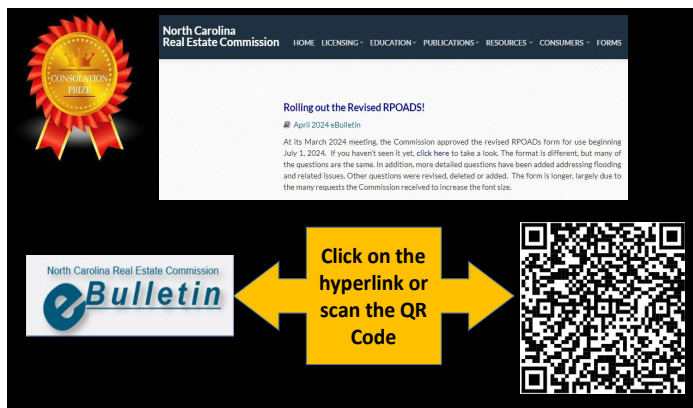 CONSOLATION
PRIZE
North Carolina
Real Estate Commission
HOME LICENSING EDUCATION PUBLICATIONS RESOURCES CONSUMERS FORMS
Rolling out the Revised RPOADS!
April 2024 eBulletin
At its March 2024 meeting, the Commission approved the revised RPOADs form for use beginning
July 1, 2024. If you haven't seen it yet, click here to take a look. The format is different, but many of
the questions are the same. In addition, more detailed questions have been added addressing flooding
and related issues. Other questions were revised, deleted or added. The form is longer, largely due to
the many requests the Commission received to increase the font size.
North Carolina Real Estate Commission
eBulletin
Click on the
hyperlink or
scan the QR
Code